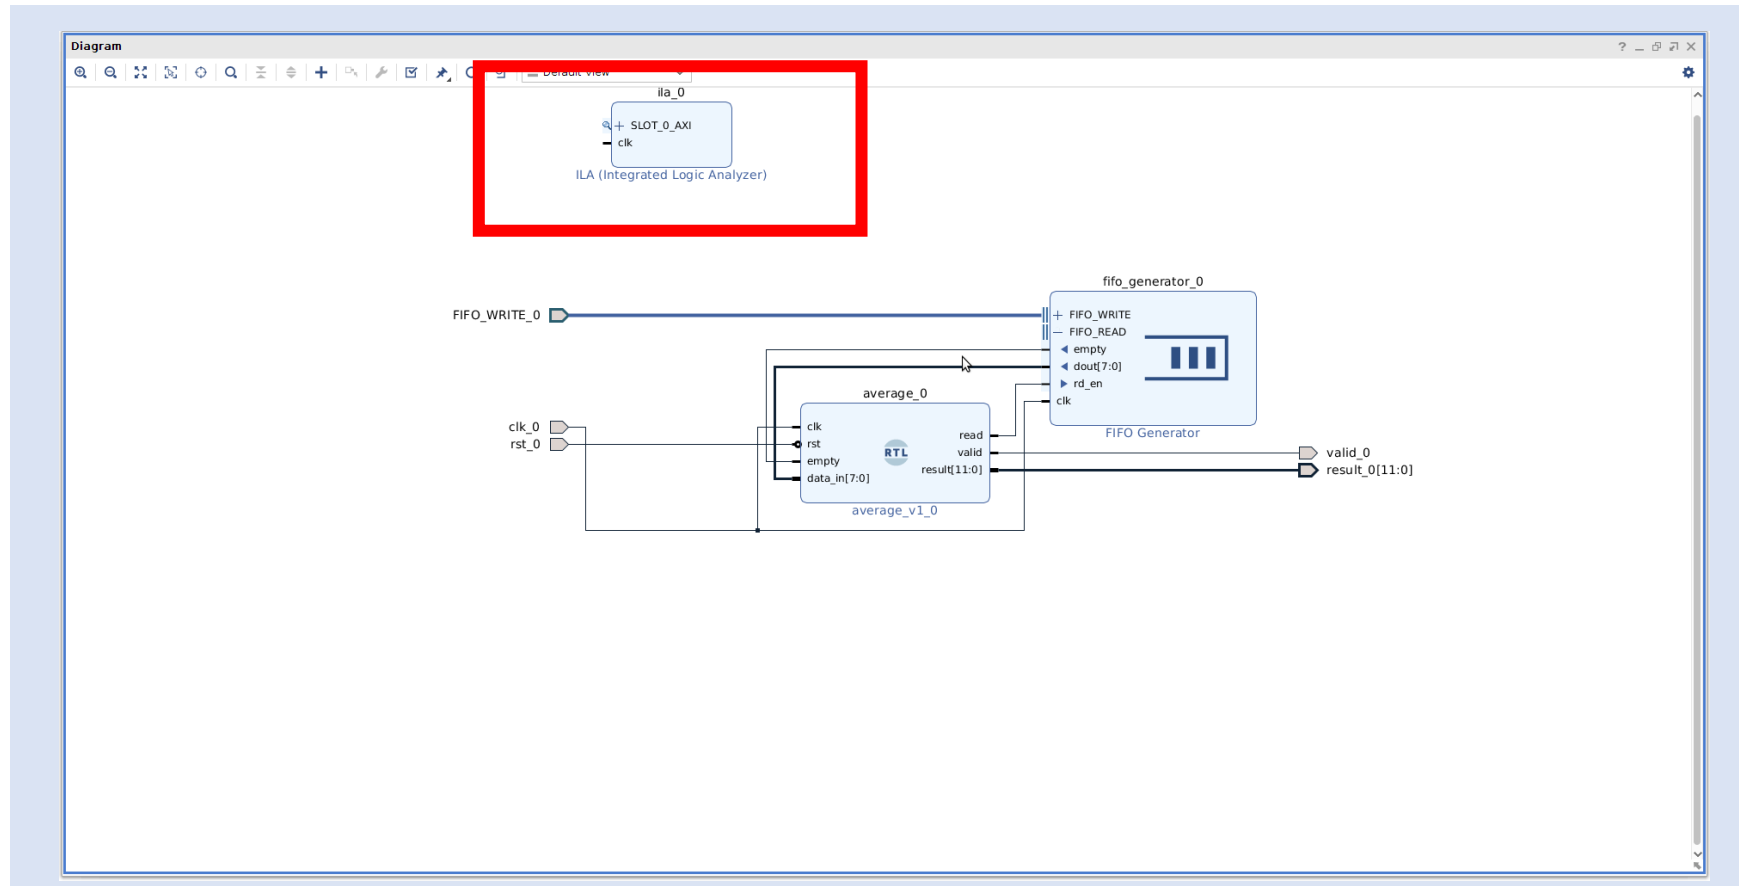 Diagram
Default View
ila_0
SLOT_0_AXI
clk
ILA (Integrated Logic Analyzer)
fifo_generator_0
FIFO_WRITE_0
FIFO_WRITE
FIFO_READ
empty
dout[7:0]
rd_en
clk
FIFO Generator
average_0
clk_0
rst_0
clk
rst
empty
data_in[7:0]
RTL
read
valid
result[11:0]
average_v1_0
valid_0
result_0[11:0]